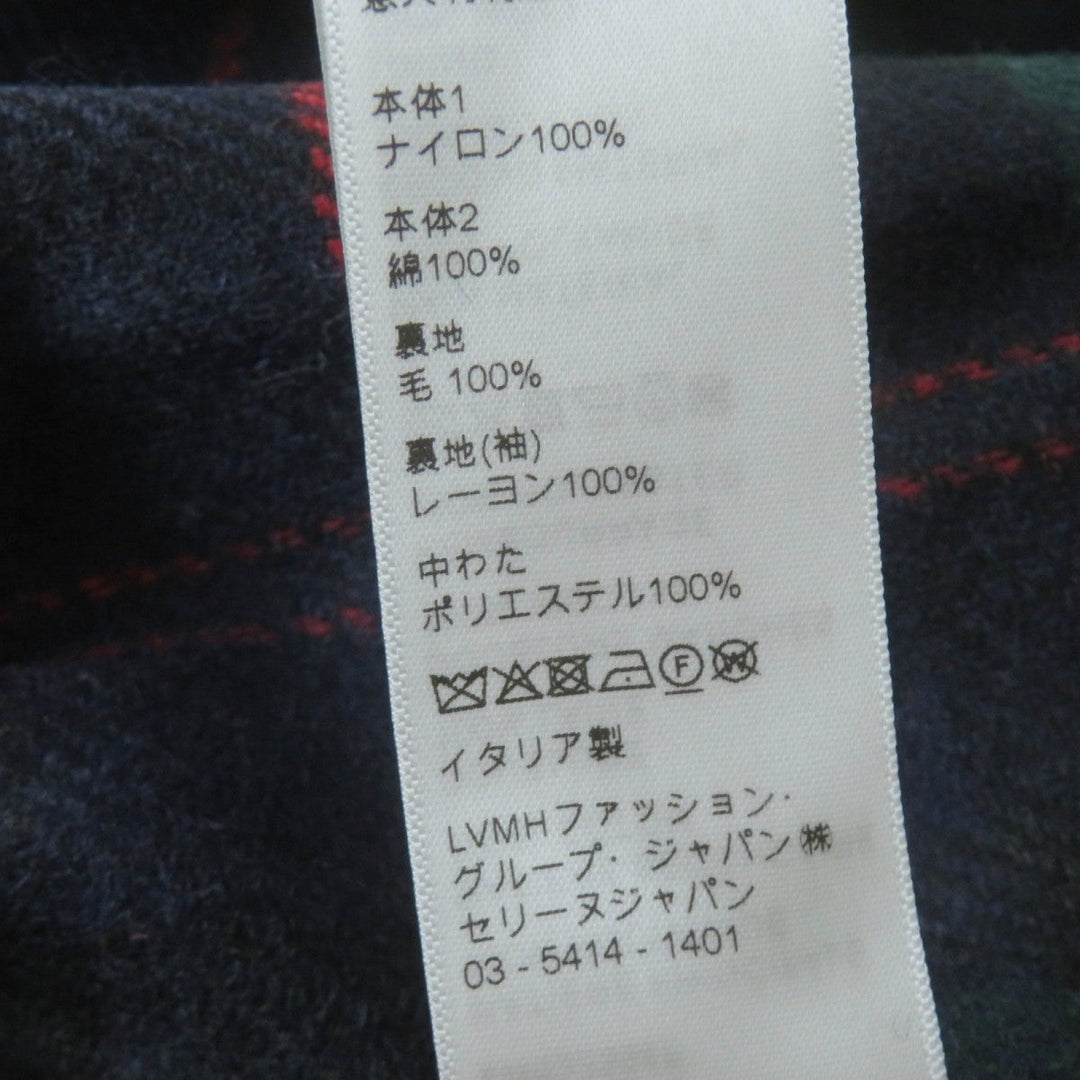 本体1
ナイロン100%
本体2
綿100%
裏地
毛 100%
裏地(袖)
レーヨン100%
中わた
ポリエステル100%
F
W
イタリア製
LVMHファッション・
グループ・ジャパン㈱
セリーヌジャパン
03 - 5414 - 1401